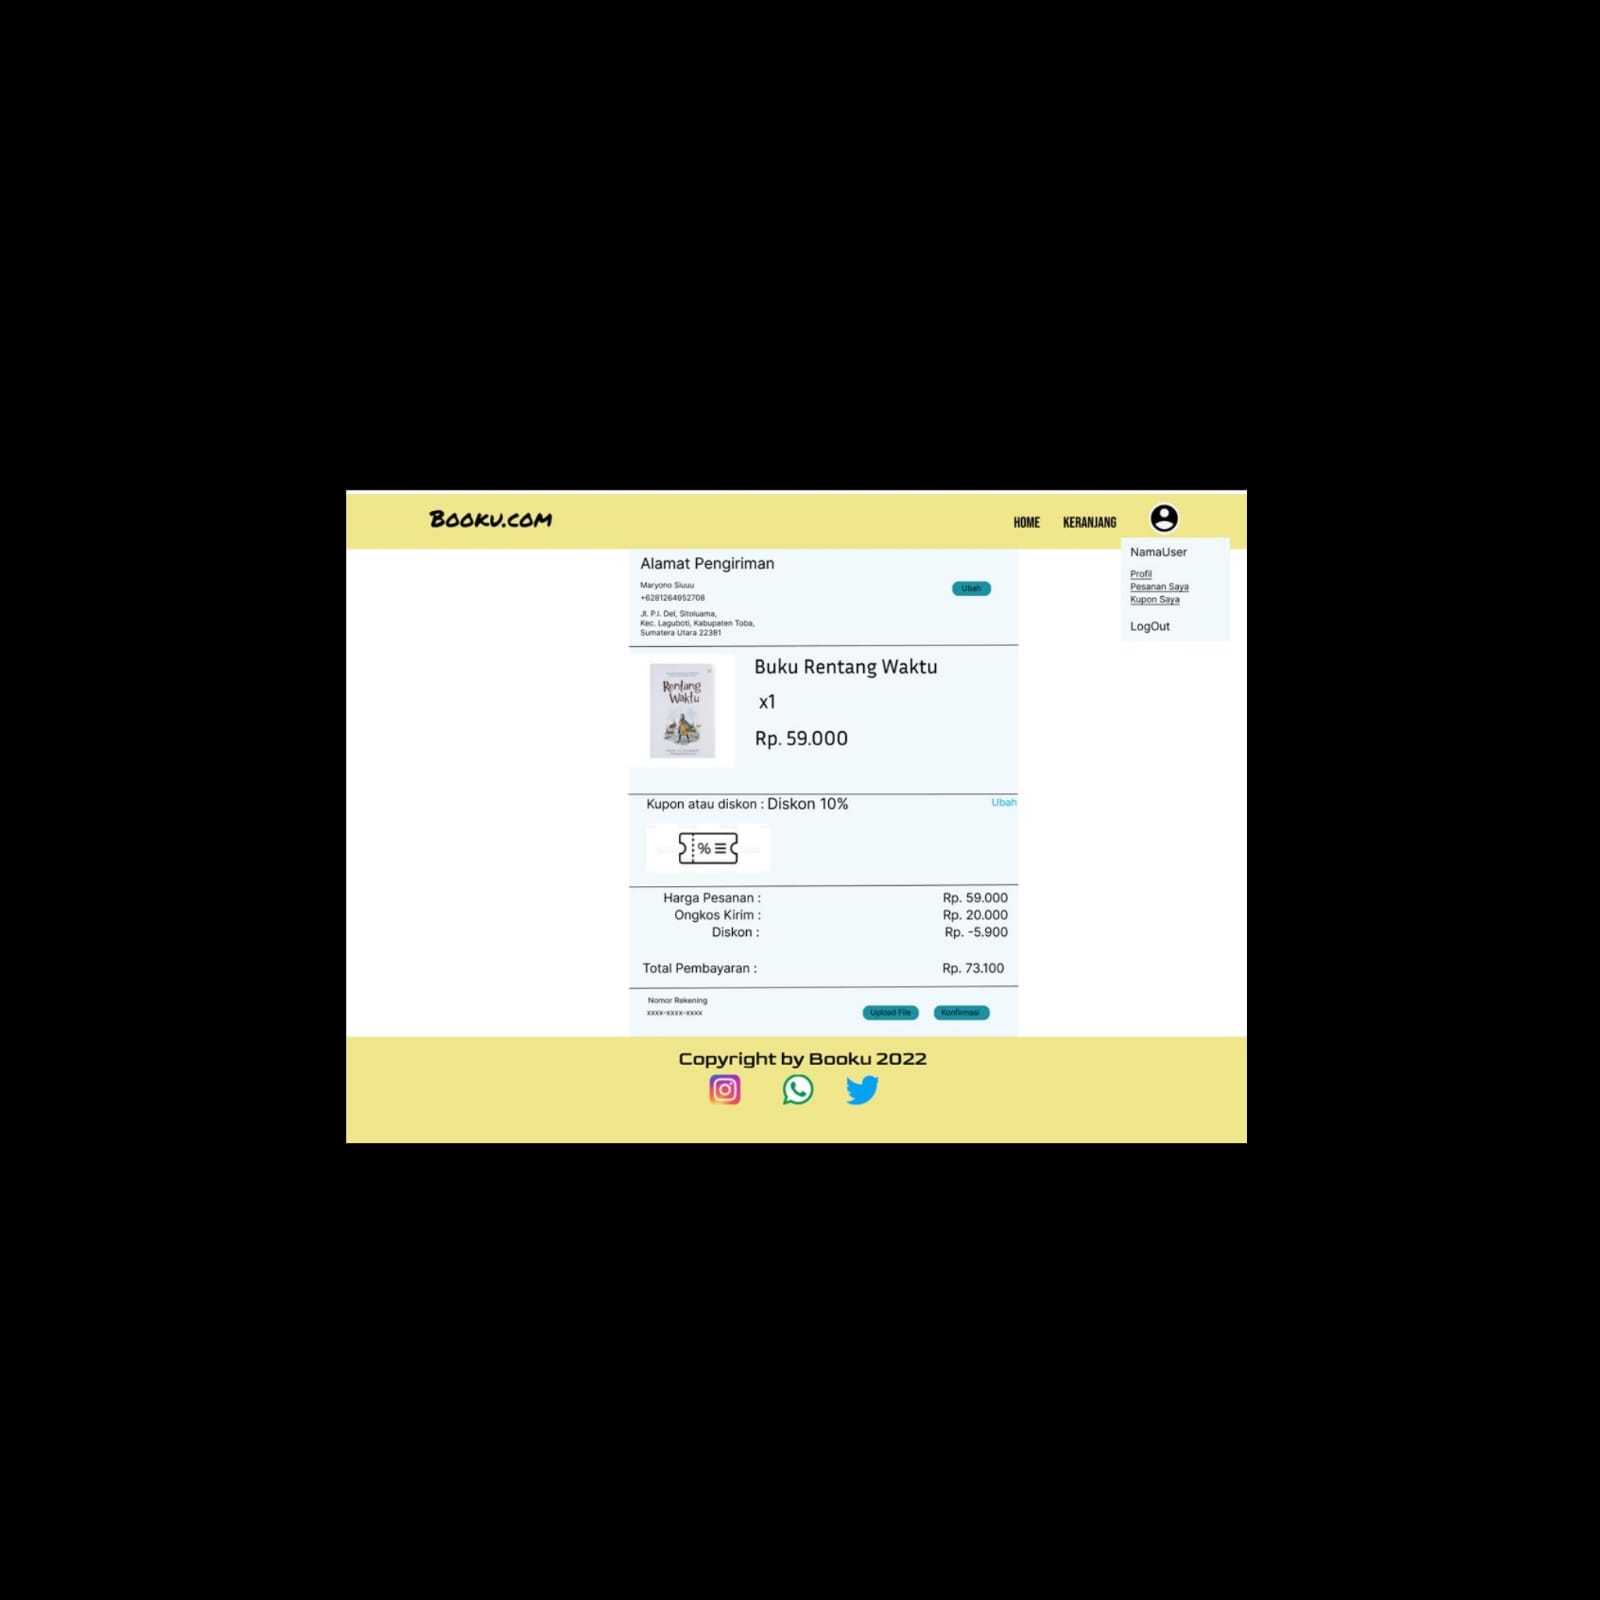 Booku.com
HOME KERANJANG
NamaUser
Profil
Pesanan Saya
Kupon Saya
LogOut
Alamat Pengiriman
Maryono Siuuu
+6281264952708
Ubah
Jl. P.I. Del, Sitoluama,
Kec. Laguboti, Kabupaten Toba,
Sumatera Utara 22381
Rentang
Waktu
Buku Rentang Waktu
x1
Rp. 59.000
Kupon atau diskon : Diskon 10%
Ubah
%
Harga Pesanan : Rp. 59.000
Ongkos Kirim : Rp. 20.000
Diskon : Rp. -5.900
Total Pembayaran : Rp. 73.100
Nomor Rekening
xxxx-xxxx-xxxx
Upload File Konfirmasi
Copyright by Booku 2022